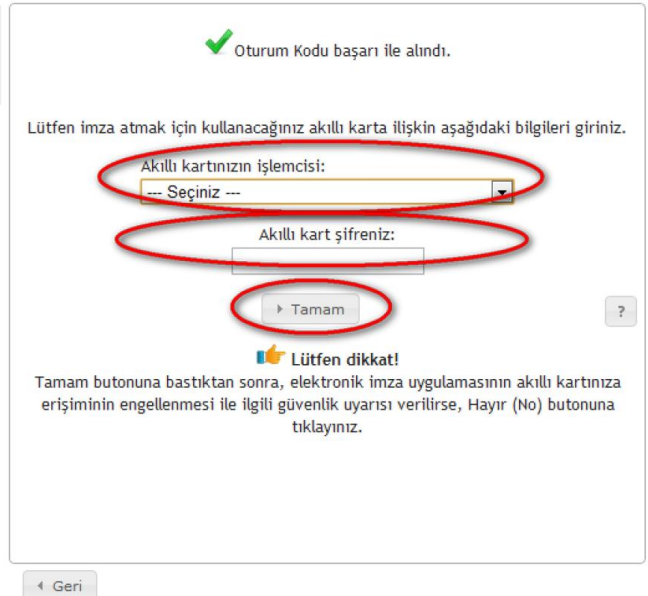 Oturum Kodu başarı ile alındı.
Lütfen imza atmak için kullanacağınız akıllı karta ilişkin aşağıdaki bilgileri giriniz.
Akıllı kartınızın işlemcisi:
--- Seçiniz ---
Akıllı kart şifreniz:
Tamam
?
Lütfen dikkat!
Tamam butonuna bastıktan sonra, elektronik imza uygulamasının akıllı kartınıza
erişiminin engellenmesi ile ilgili güvenlik uyarısı verilirse, Hayır (No) butonuna
tıklayınız.
Geri